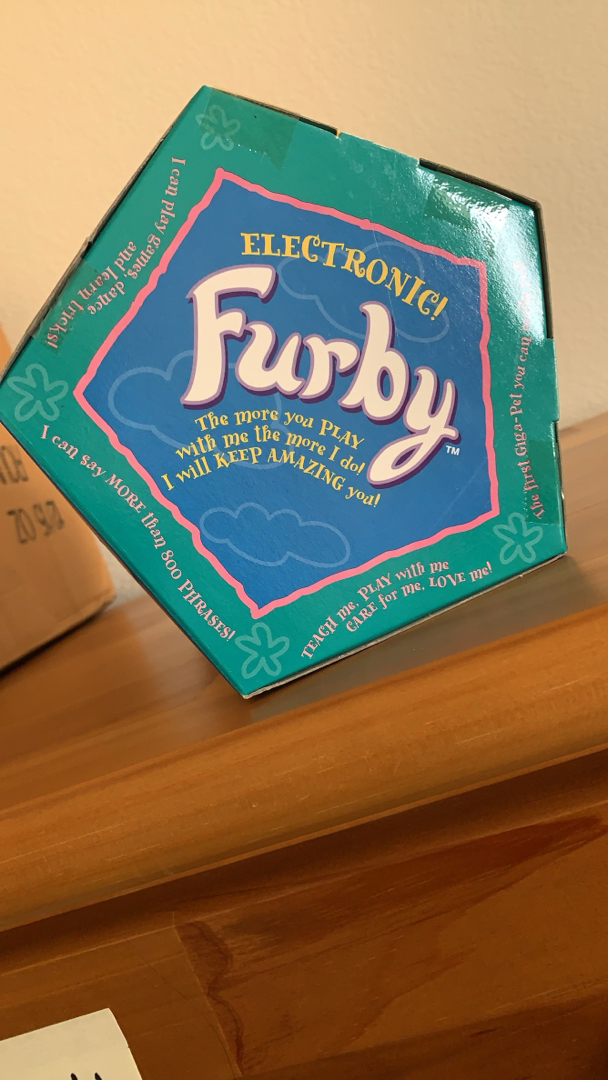 ELECTRONIC!
Furby™
The more you PLAY
with me the more I do!
I will KEEP AMAZING you!
I can play games, dance
and learn tricks!
The first Giga-Pet you can
I can say MORE than 800 PHRASES!
TEACH me, PLAY with me
CARE for me, LOVE me!